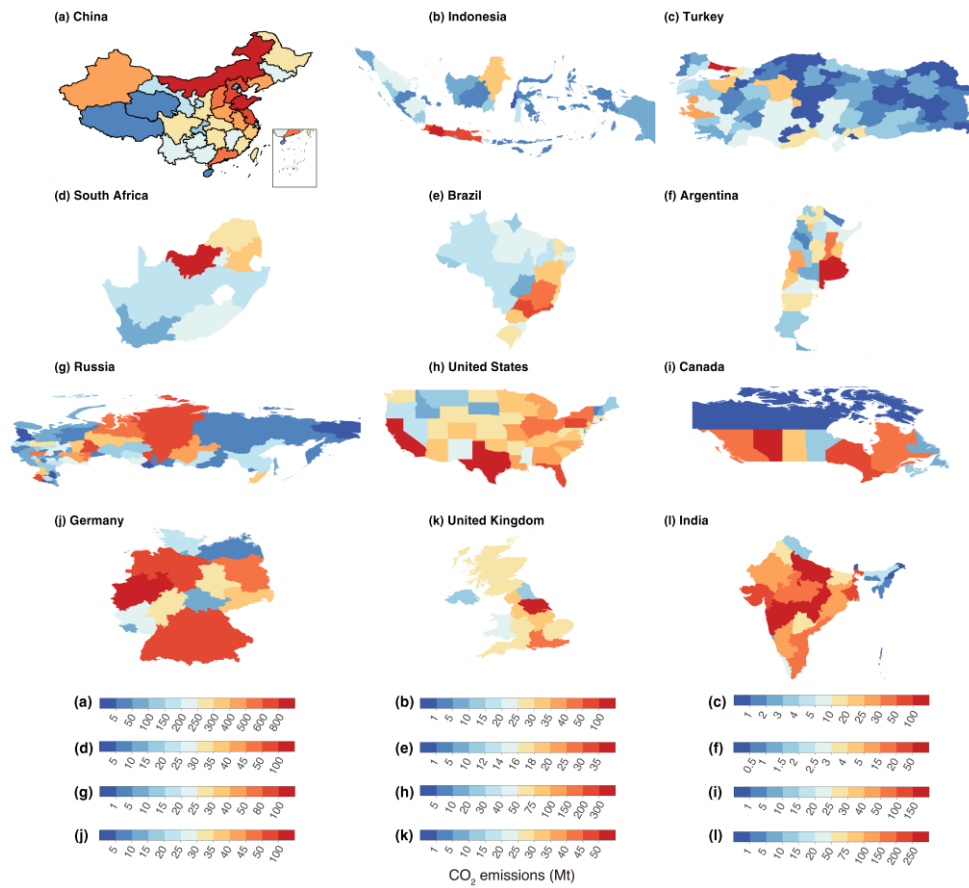 (a) China
(b) Indonesia
(c) Turkey
(d) South Africa
(e) Brazil
(f) Argentina
(g) Russia
(h) United States
(i) Canada
(j) Germany
(k) United Kingdom
(l) India
(a) 5 50 100 150 200 250 300 350 400 450 500 600 800
(b) 1 5 10 15 20 25 30 35 40 50 100
(c) 1 2 3 4 5 10 20 25 30 50 100
(d) 5 10 15 20 25 30 35 40 45 50 100
(e) 5 10 12 14 16 18 20 25 30 35
(f) 0.5 1 1.5 2 2.5 3 4 5 20 50
(g) 1 5 10 15 20 25 30 35 40 50 80 100
(h) 1 5 10 20 30 40 50 75 100 150 200 300
(i) 1 5 10 15 20 25 30 50 100 150
(j) 5 10 15 20 25 30 35 40 45 50 100
(k) 5 10 15 20 25 30 35 40 45 50
(l) 1 5 10 20 30 50 75 100 150 200 250
CO₂ emissions (Mt)